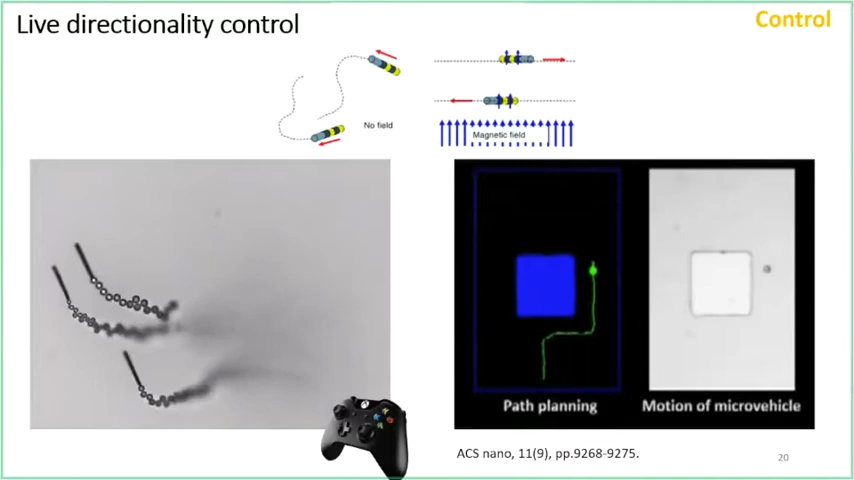 Live directionality control
Control
No field
Magnetic field
Path planning
Motion of microvehicle
ACS nano, 11(9), pp.9268-9275.
20